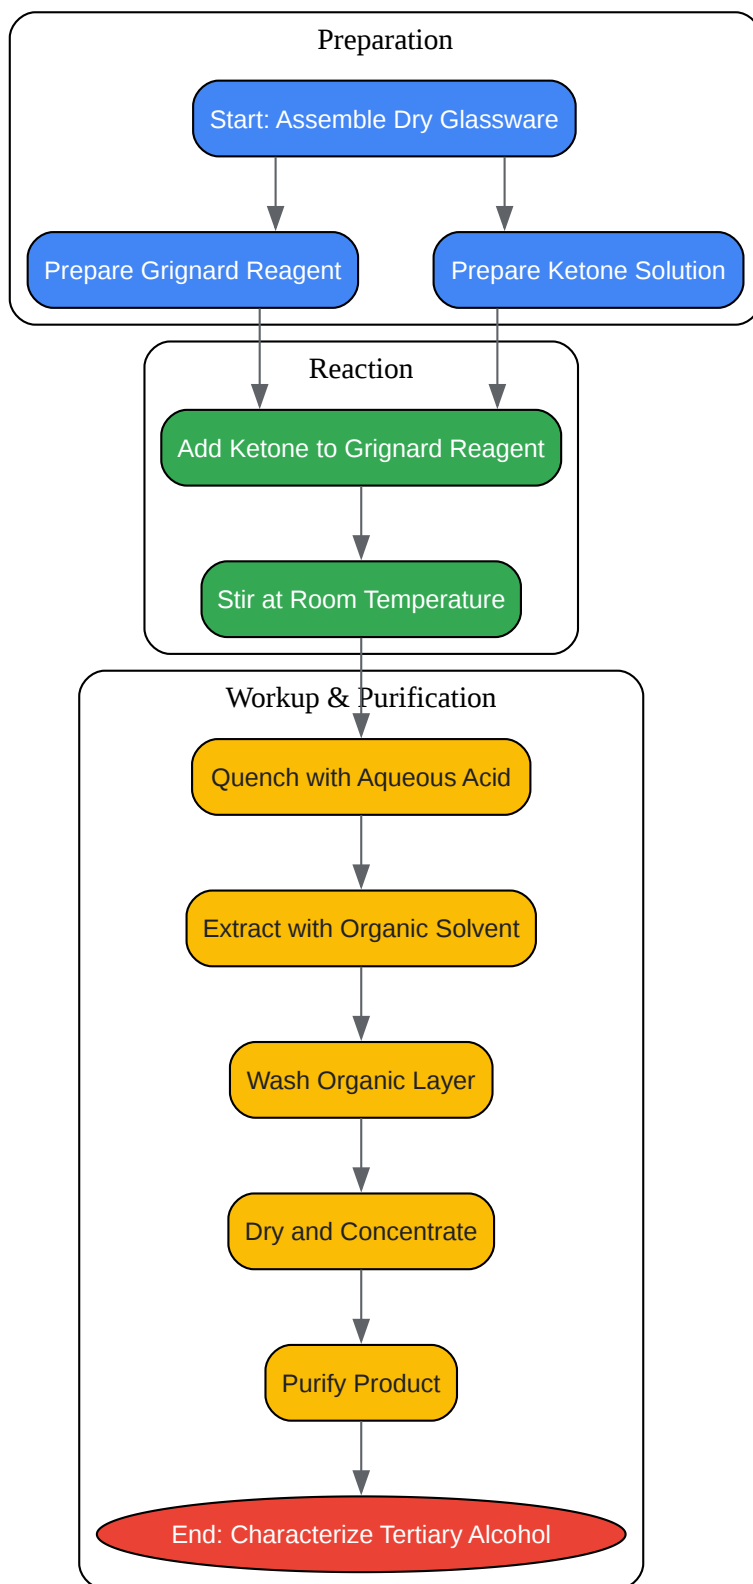 Preparation
Start: Assemble Dry Glassware
Prepare Grignard Reagent
Prepare Ketone Solution
Reaction
Add Ketone to Grignard Reagent
Stir at Room Temperature
Workup & Purification
Quench with Aqueous Acid
Extract with Organic Solvent
Wash Organic Layer
Dry and Concentrate
Purify Product
End: Characterize Tertiary Alcohol